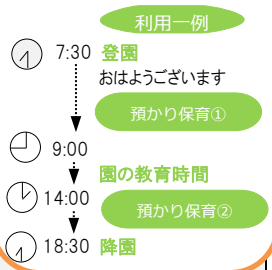 利用一例
7:30 登園
おはようございます
預かり保育①
9:00
園の教育時間
14:00
預かり保育②
18:30 降園